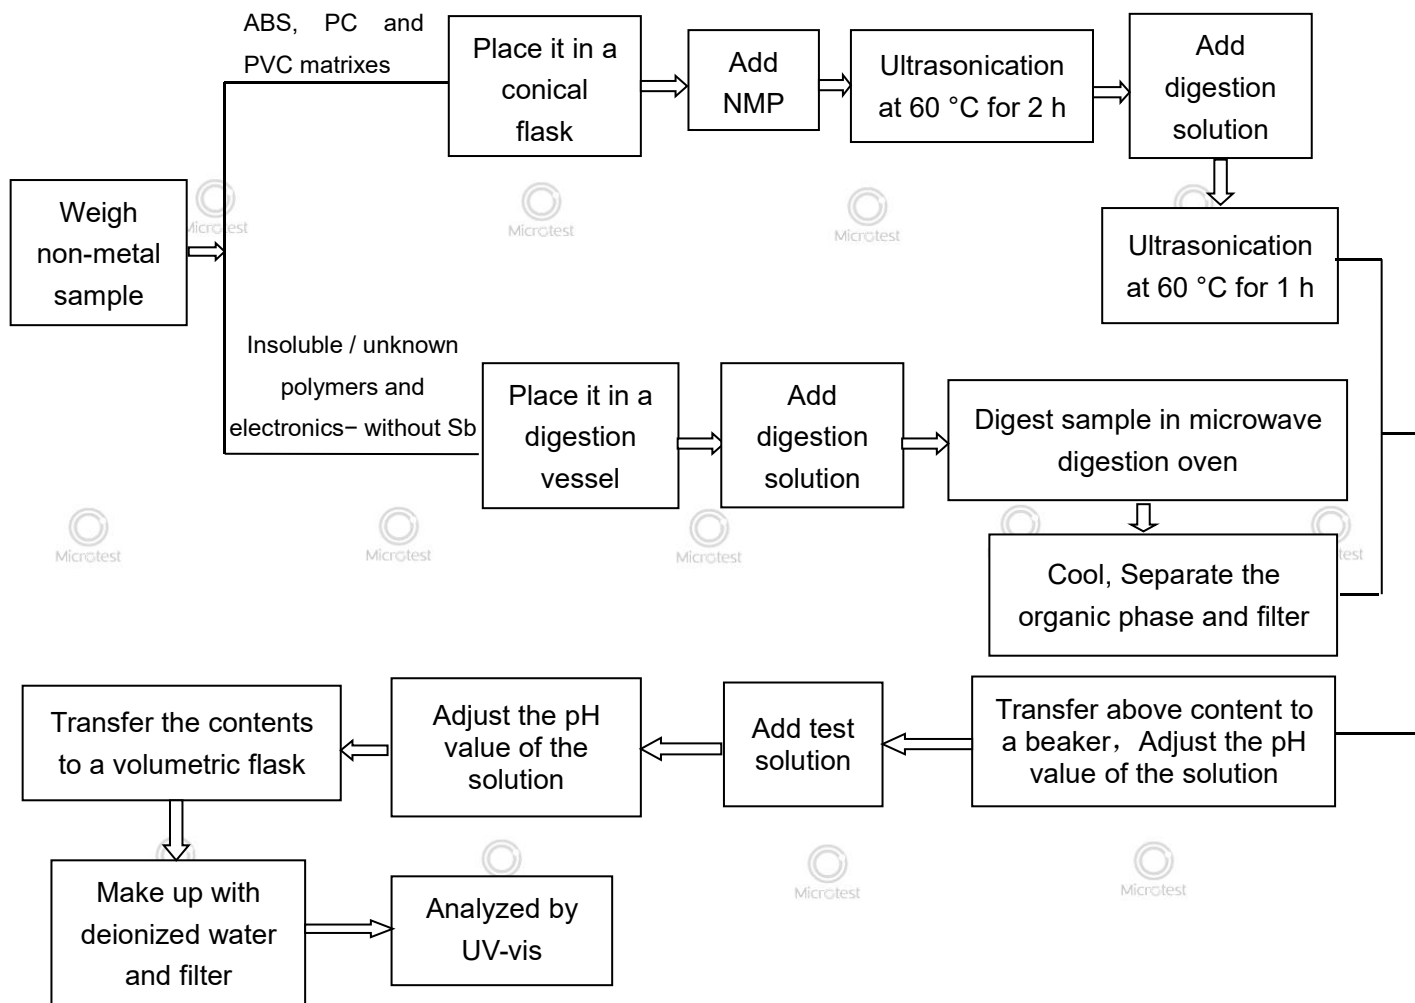 ABS, PC and
PVC matrixes
Place it in a
conical
flask
Add
NMP
Ultrasonication
at 60 °C for 2 h
Add
digestion
solution
Weigh
non-metal
sample
Microtest
Microtest
Microtest
Ultrasonication
at 60 °C for 1 h
Insoluble / unknown
polymers and
electronics− without Sb
Place it in a
digestion
vessel
Add
digestion
solution
Digest sample in microwave
digestion oven
Microtest
Microtest
Microtest
Cool, Separate the
organic phase and filter
Transfer the contents
to a volumetric flask
Adjust the pH
value of the
solution
Add test
solution
Transfer above content to
a beaker，Adjust the pH
value of the solution
Make up with
deionized water
and filter
Analyzed by
UV-vis
Microtest
Microtest